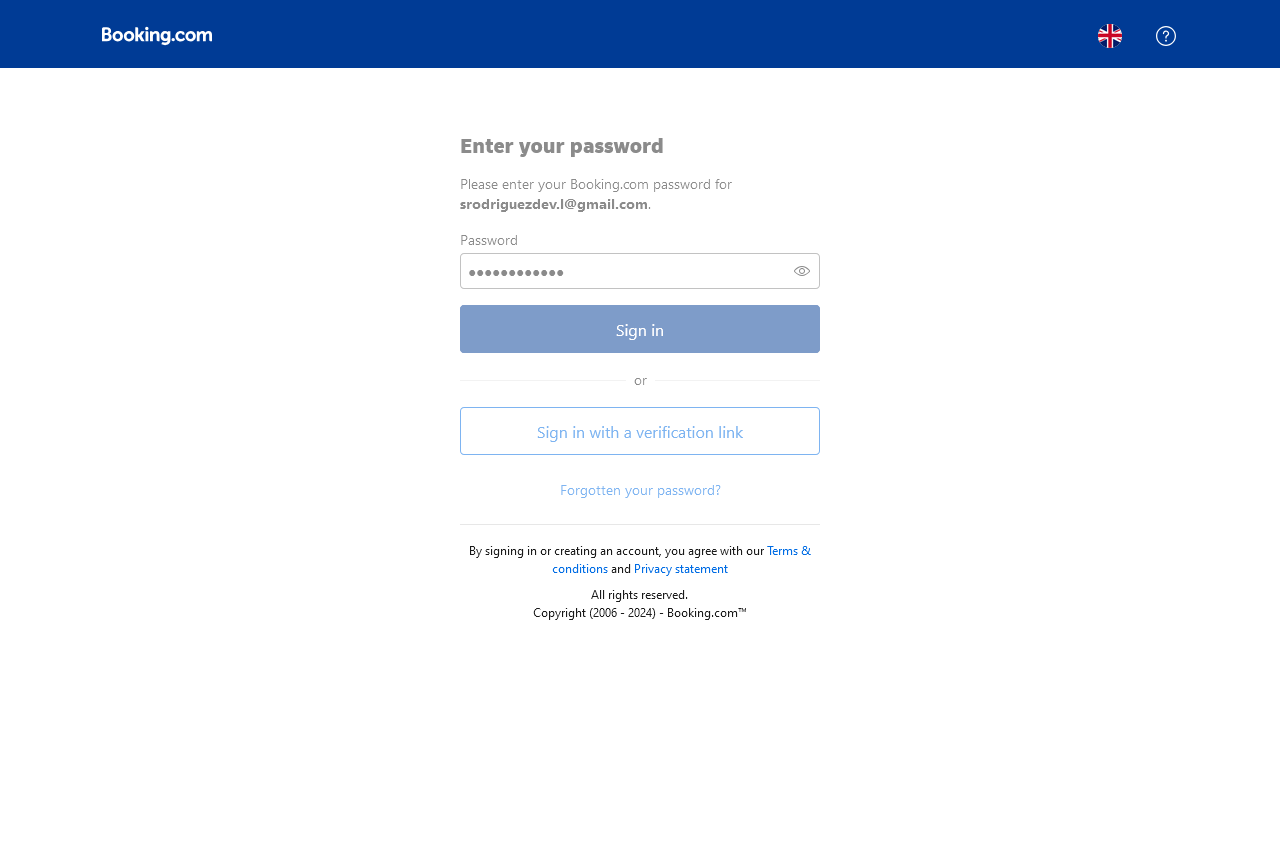 Booking.com
Enter your password
Please enter your Booking.com password for
srodriguezdev.l@gmail.com.
Password
••••••••••••
Sign in
or
Sign in with a verification link
Forgotten your password?
By signing in or creating an account, you agree with our Terms &
conditions and Privacy statement
All rights reserved.
Copyright (2006 - 2024) - Booking.com™